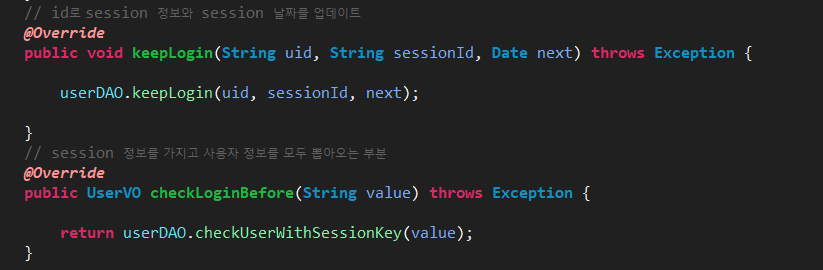 // id로 session 정보와 session 날짜를 업데이트
@Override
public void keepLogin(String uid, String sessionId, Date next) throws Exception {
userDAO.keepLogin(uid, sessionId, next);
}
// session 정보를 가지고 사용자 정보를 모두 뽑아오는 부분
@Override
public UserVO checkLoginBefore(String value) throws Exception {
return userDAO.checkUserWithSessionKey(value);
}